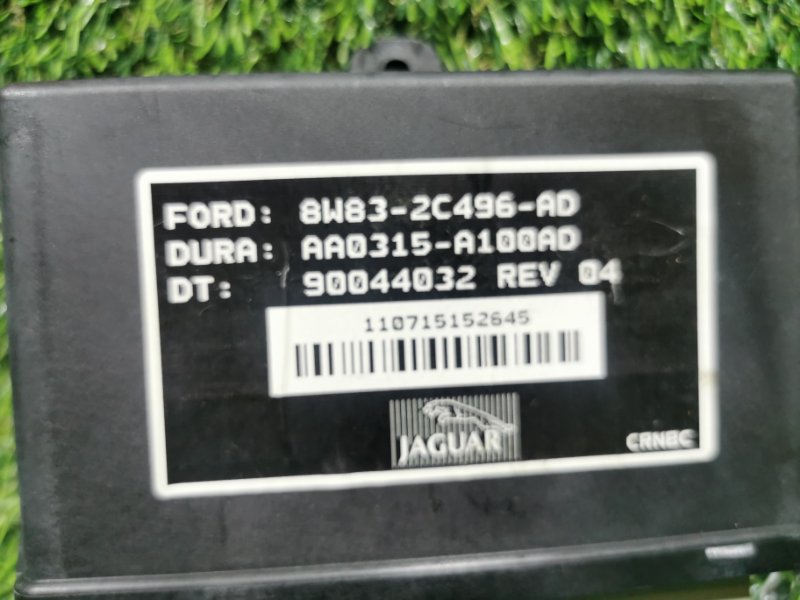 FORD: 8W83-2C496-AD
DURA: AA0315-A100AD
DT: 90044032 REV 04
110715152645
JAGUAR
CRNBC